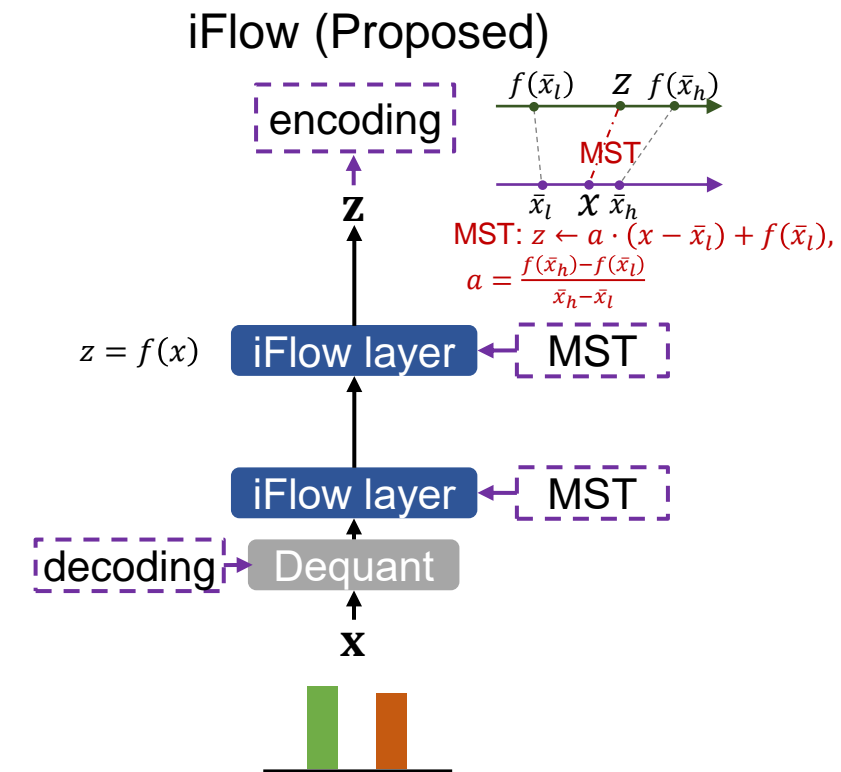 iFlow (Proposed)
encoding
f(x̄_l) z f(x̄_h)
MST
x̄_l x x̄_h
z
MST: z ← a · (x − x̄_l) + f(x̄_l),
a = \frac{f(x̄_h)−f(x̄_l)}{x̄_h−x̄_l}
z = f(x) iFlow layer MST
iFlow layer MST
decoding Dequant
x